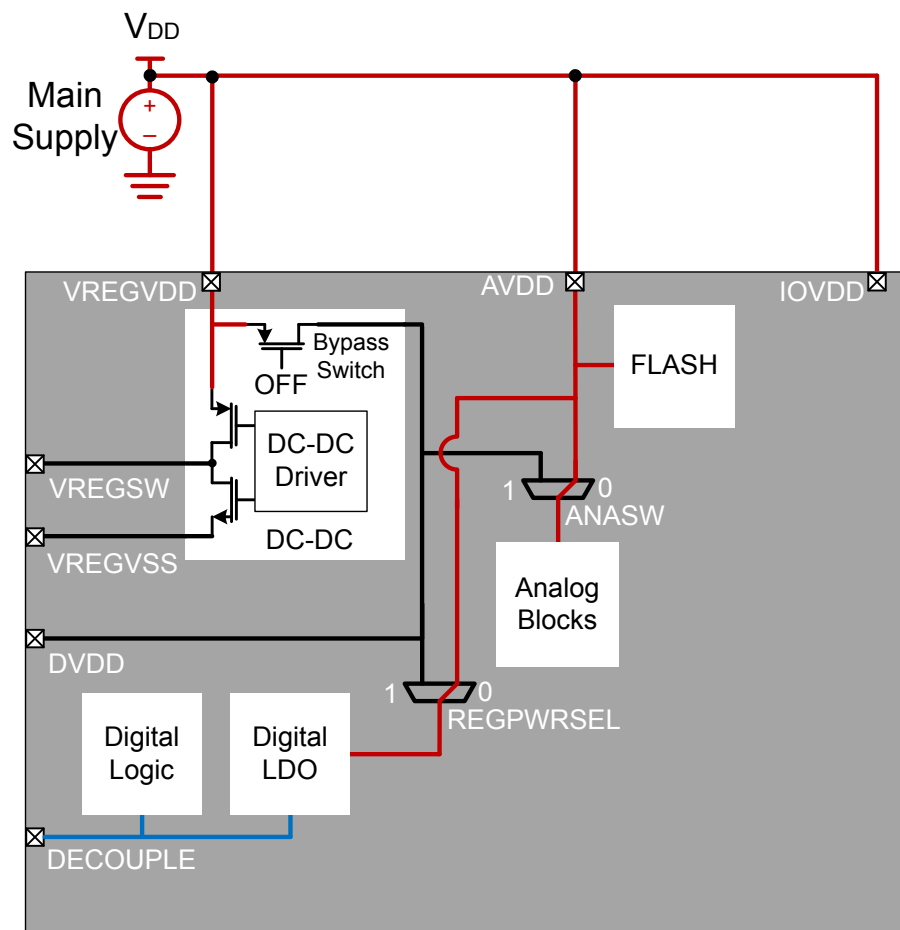 VDD
Main
Supply
+
–
VREGVDD
AVDD
IOVDD
Bypass
Switch
OFF
FLASH
DC-DC
Driver
VREGSW
1
0
ANASW
DC-DC
VREGVSS
Analog
Blocks
DVDD
1
0
REGPWRSEL
Digital
Logic
Digital
LDO
DECOUPLE